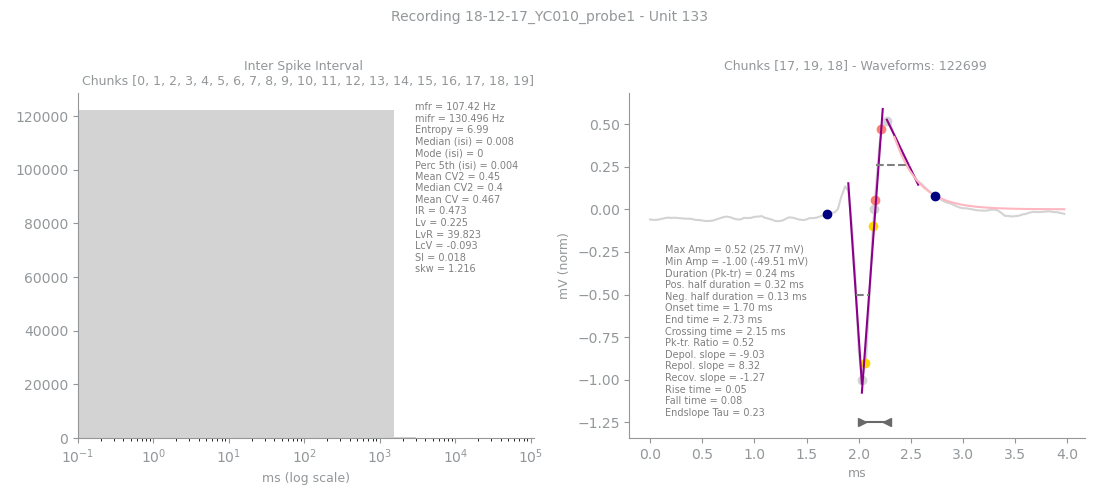 Recording 18-12-17_YC010_probe1 - Unit 133
Inter Spike Interval
Chunks [0, 1, 2, 3, 4, 5, 6, 7, 8, 9, 10, 11, 12, 13, 14, 15, 16, 17, 18, 19]
120000
100000
80000
60000
40000
20000
0
mfr = 107.42 Hz
mifr = 130.496 Hz
Entropy = 6.99
Median (isi) = 0.008
Mode (isi) = 0
Perc 5th (isi) = 0.004
Mean CV2 = 0.45
Median CV2 = 0.4
Mean CV = 0.467
IR = 0.473
Lv = 0.225
LvR = 39.823
LcV = -0.093
SI = 0.018
skw = 1.216
10⁻¹ 10⁰ 10¹ 10² 10³ 10⁴ 10⁵
ms (log scale)
Chunks [17, 19, 18] - Waveforms: 122699
mV (norm)
0.50
0.25
0.00
−0.25
−0.50
−0.75
−1.00
−1.25
Max Amp = 0.52 (25.77 mV)
Min Amp = -1.00 (-49.51 mV)
Duration (Pk-tr) = 0.24 ms
Pos. half duration = 0.32 ms
Neg. half duration = 0.13 ms
Onset time = 1.70 ms
End time = 2.73 ms
Crossing time = 2.15 ms
Pk-tr. Ratio = 0.52
Depol. slope = -9.03
Repol. slope = 8.32
Recov. slope = -1.27
Rise time = 0.05
Fall time = 0.08
Endslope Tau = 0.23
0.0 0.5 1.0 1.5 2.0 2.5 3.0 3.5 4.0
ms